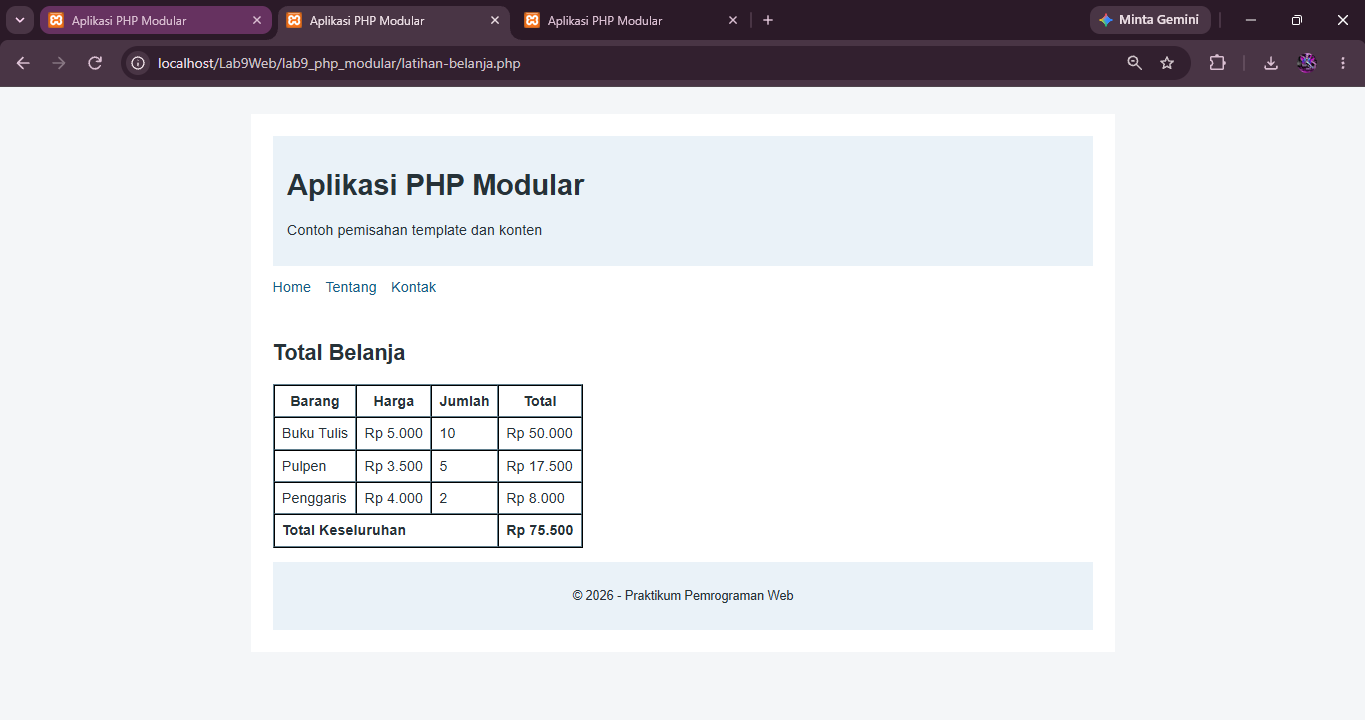 Aplikasi PHP Modular
Aplikasi PHP Modular
Aplikasi PHP Modular
Minta Gemini
localhost/Lab9Web/lab9_php_modular/latihan-belanja.php
Aplikasi PHP Modular
Contoh pemisahan template dan konten
Home Tentang Kontak
Total Belanja
Barang Harga Jumlah Total
Buku Tulis Rp 5.000 10 Rp 50.000
Pulpen Rp 3.500 5 Rp 17.500
Penggaris Rp 4.000 2 Rp 8.000
Total Keseluruhan Rp 75.500
© 2026 - Praktikum Pemrograman Web